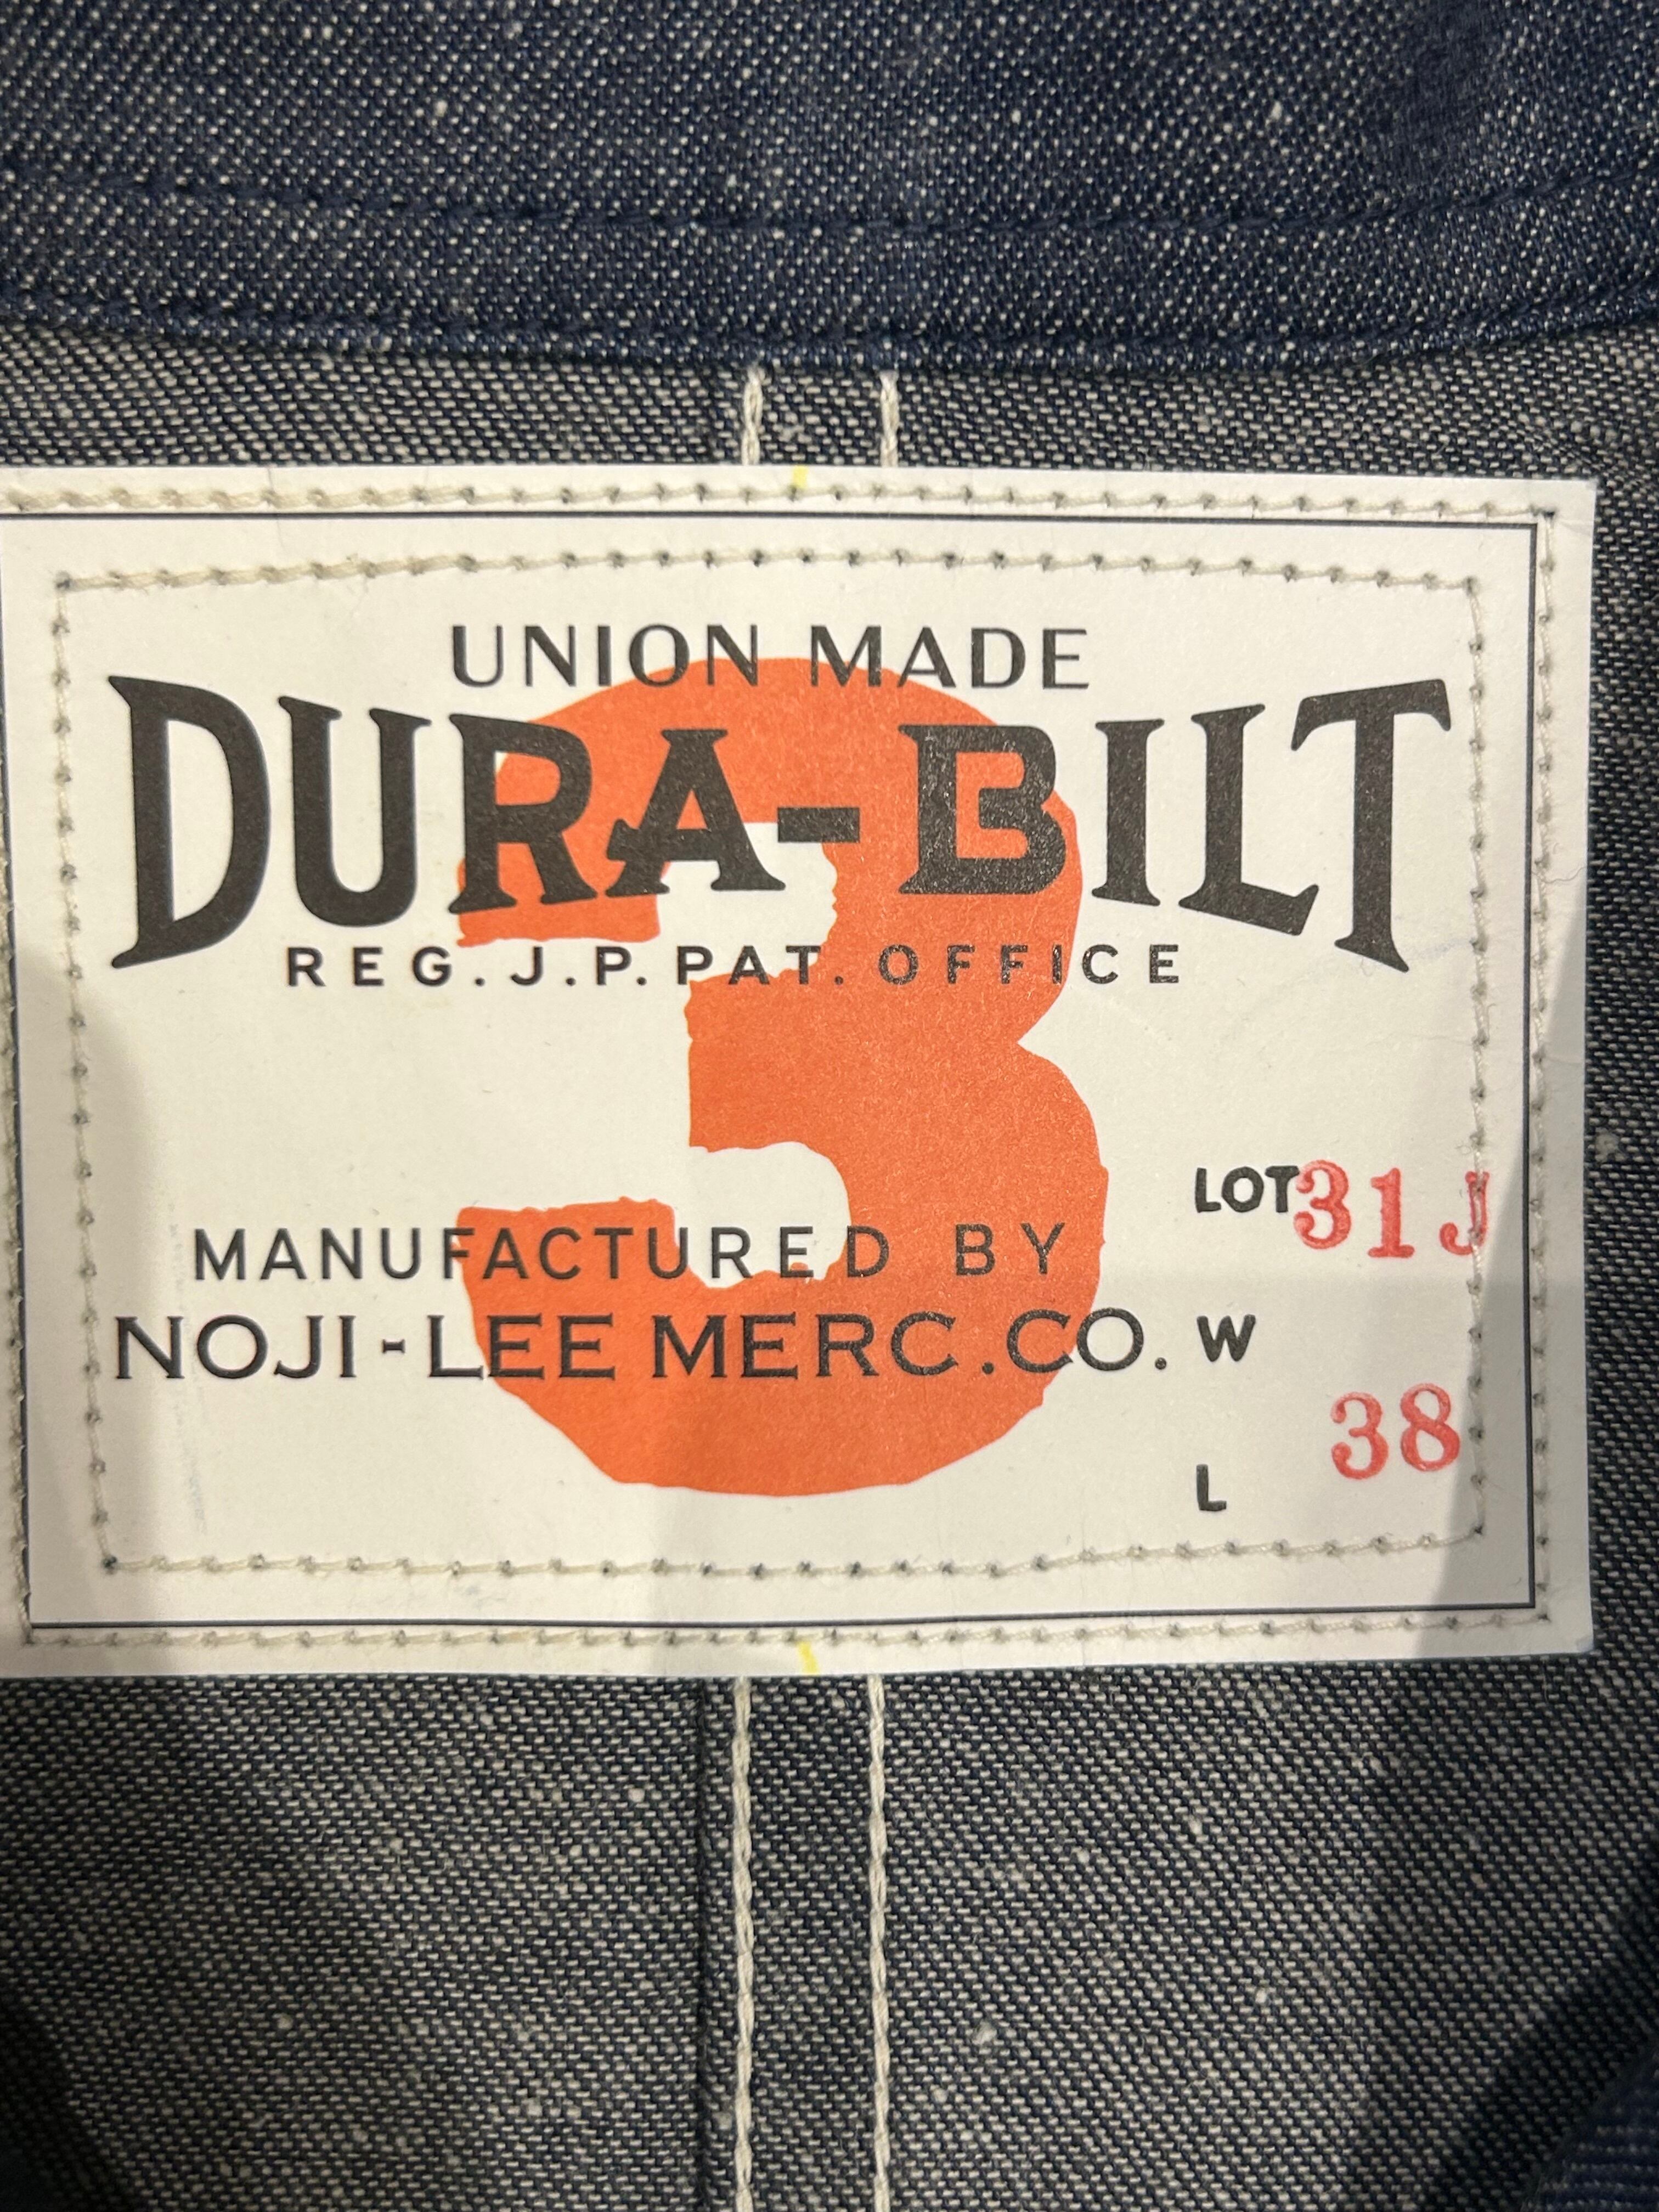 UNION MADE
DURA-BILT
REG. J.P. PAT. OFFICE
3
LOT 31J
MANUFACTURED BY
NOJI-LEE MERC.CO.
W
38
L